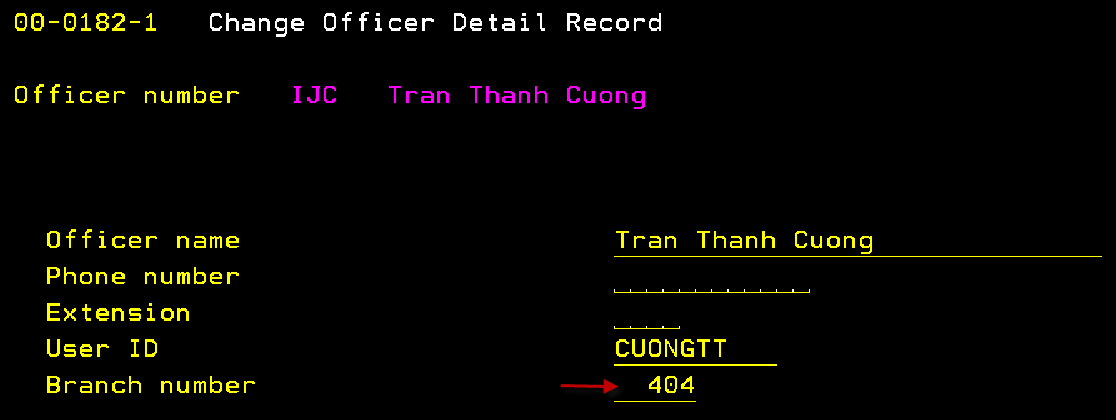 00-0182-1 Change Officer Detail Record
Officer number IJC Tran Thanh Cuong
Officer name Tran Thanh Cuong
Phone number
Extension
User ID CUONGTT
Branch number 404